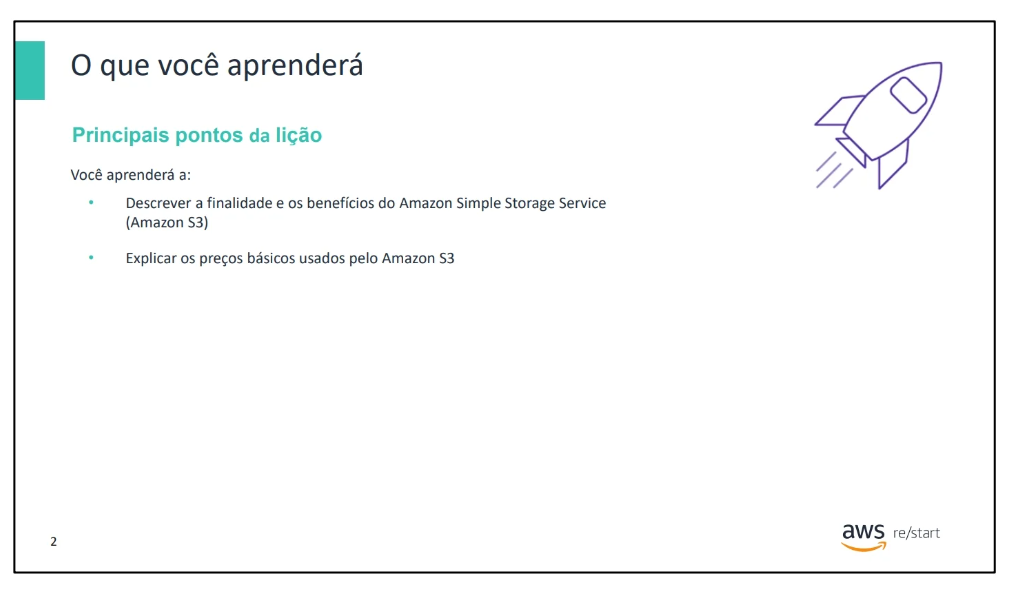 O que você aprenderá
Principais pontos da lição
Você aprenderá a:
• Descrever a finalidade e os benefícios do Amazon Simple Storage Service
(Amazon S3)
• Explicar os preços básicos usados pelo Amazon S3
2
aws re/start